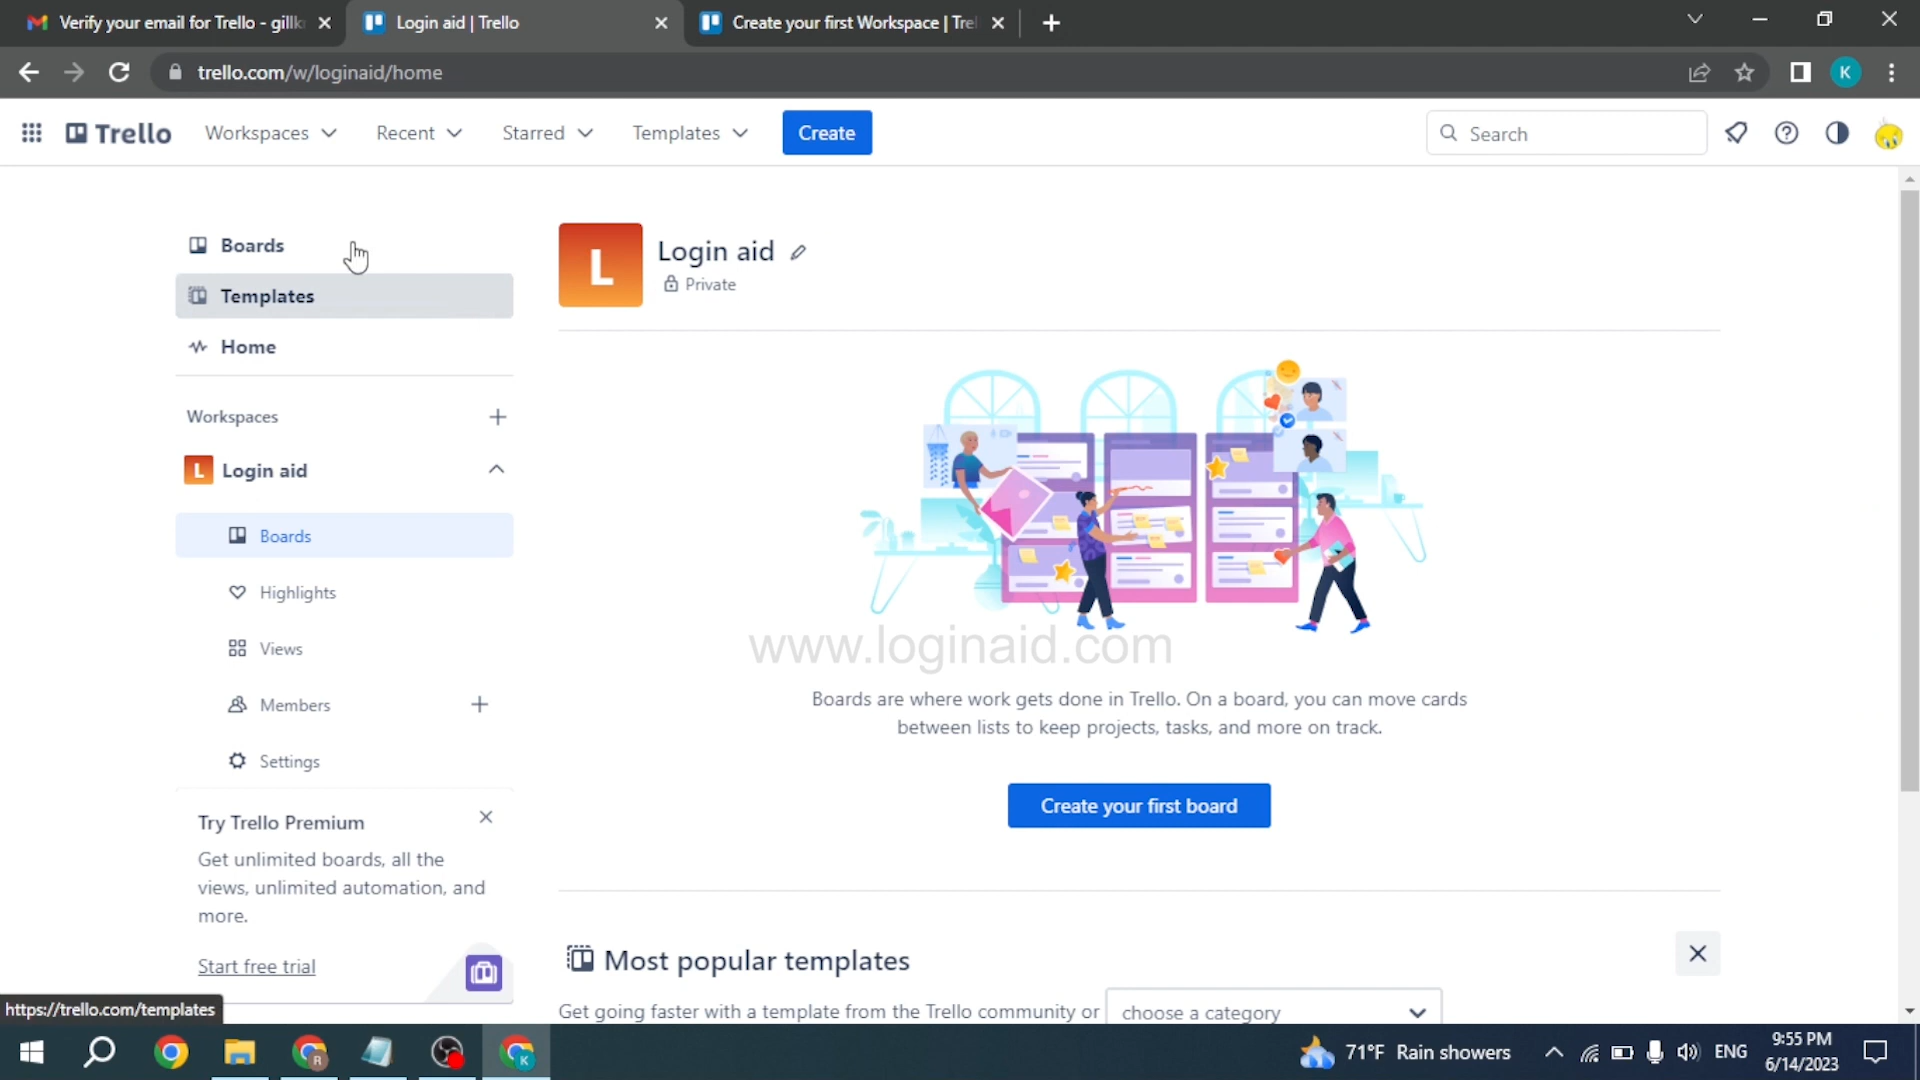 Verify your email for Trello - gillk
Login aid | Trello
Create your first Workspace | Trel
trello.com/w/loginaid/home
K
Trello
Workspaces
Recent
Starred
Templates
Create
Search
Boards
Templates
Home
Workspaces
L Login aid
Boards
Highlights
Views
Members
Settings
Try Trello Premium
Get unlimited boards, all the
views, unlimited automation, and
more.
Start free trial
L
Login aid
Private
www.loginaid.com
Boards are where work gets done in Trello. On a board, you can move cards
between lists to keep projects, tasks, and more on track.
Create your first board
Most popular templates
Get going faster with a template from the Trello community or
choose a category
https://trello.com/templates
R
K
71°F Rain showers
ENG
9:55 PM
6/14/2023